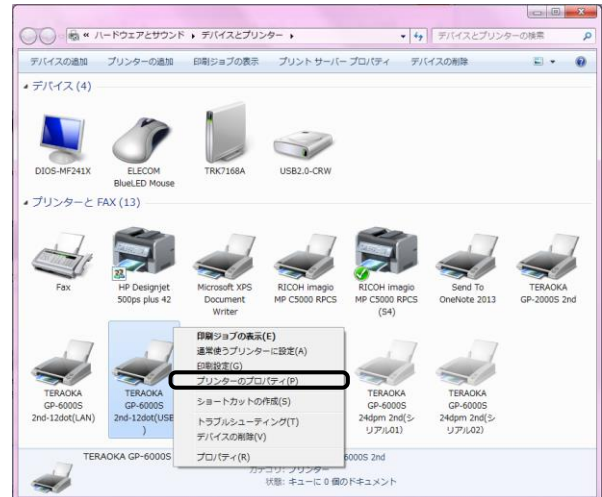 « ハードウェアとサウンド ▸ デバイスとプリンター ▸
デバイスとプリンターの検索
デバイスの追加 プリンターの追加 印刷ジョブの表示 プリント サーバー プロパティ デバイスの削除
デバイス (4)
DIOS-MF241X
ELECOM
BlueLED Mouse
TRK7168A
USB2.0-CRW
プリンターと FAX (13)
Fax
HP Designjet
500ps plus 42
Microsoft XPS
Document
Writer
RICOH imagio
MP C5000 RPCS
RICOH imagio
MP C5000 RPCS
(S4)
Send To
OneNote 2013
TERAOKA
GP-2000S 2nd
TERAOKA
GP-6000S
2nd-12dot(LAN)
TERAOKA
GP-6000S
2nd-12dot(USB
)
印刷ジョブの表示(E)
通常使うプリンターに設定(A)
印刷設定(G)
プリンターのプロパティ(P)
ショートカットの作成(S)
トラブルシューティング(T)
デバイスの削除(V)
プロパティ(R)
TERAOKA
GP-6000S
24dpm 2nd(シ
リアル01)
TERAOKA
GP-6000S
24dpm 2nd(シ
リアル02)
TERAOKA GP-6000S
6000S 2nd
カテゴリ: プリンター
状態: キューに 0 個のドキュメント